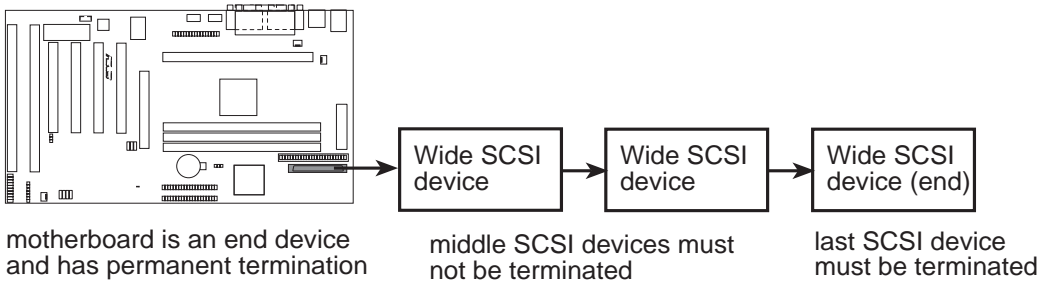 Wide SCSI
device
Wide SCSI
device
Wide SCSI
device (end)
motherboard is an end device
and has permanent termination
middle SCSI devices must
not be terminated
last SCSI device
must be terminated